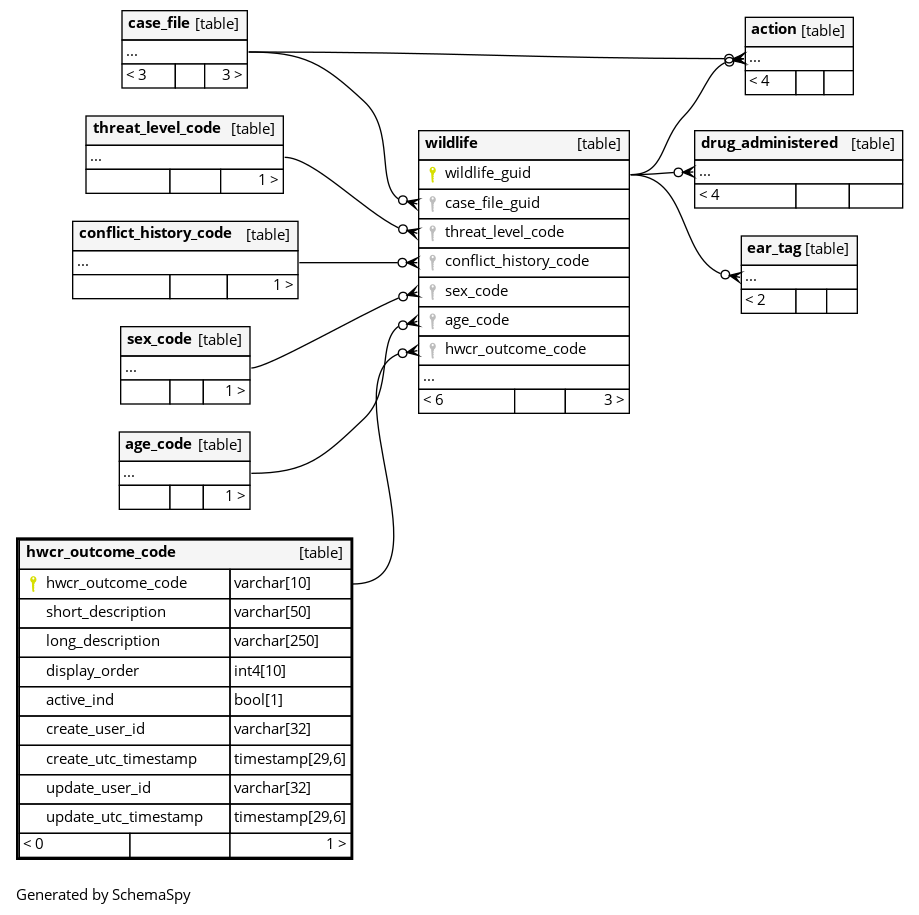 case_file [table]
...
< 3 3 >
threat_level_code [table]
...
1 >
conflict_history_code [table]
...
1 >
sex_code [table]
...
1 >
age_code [table]
...
1 >
hwcr_outcome_code [table]
hwcr_outcome_code varchar[10]
short_description varchar[50]
long_description varchar[250]
display_order int4[10]
active_ind bool[1]
create_user_id varchar[32]
create_utc_timestamp timestamp[29,6]
update_user_id varchar[32]
update_utc_timestamp timestamp[29,6]
< 0 1 >
wildlife [table]
wildlife_guid
case_file_guid
threat_level_code
conflict_history_code
sex_code
age_code
hwcr_outcome_code
...
< 6 3 >
action [table]
...
< 4
drug_administered [table]
...
< 4
ear_tag [table]
...
< 2
Generated by SchemaSpy